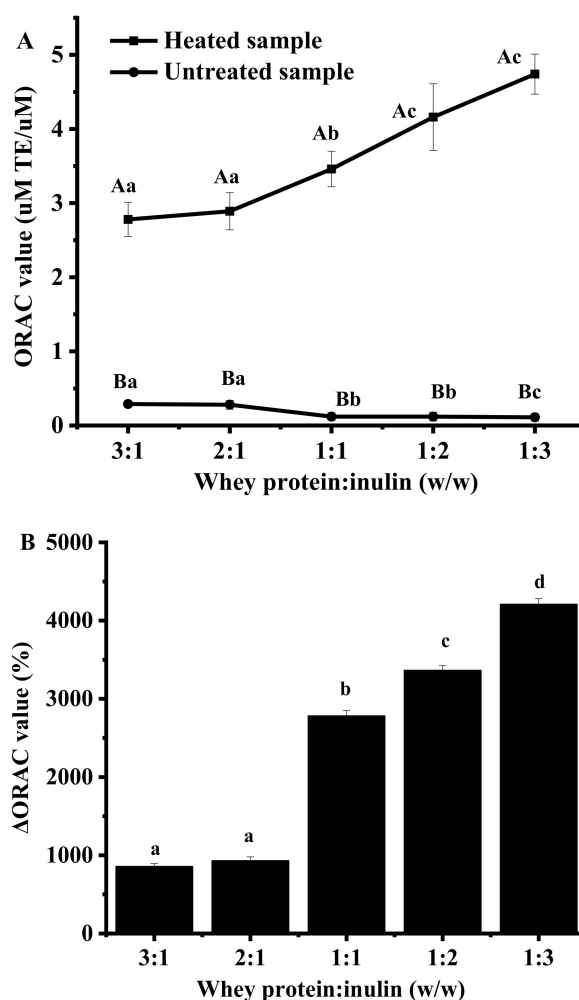 A
Heated sample
Untreated sample
5
4
3
2
1
0
ORAC value (uM TE/uM)
Aa
Aa
Ab
Ac
Ac
Ba
Ba
Bb
Bb
Bc
3:1
2:1
1:1
1:2
1:3
Whey protein:inulin (w/w)
B
5000
4000
3000
2000
1000
0
ΔORAC value (%)
a
a
b
c
d
3:1
2:1
1:1
1:2
1:3
Whey protein:inulin (w/w)